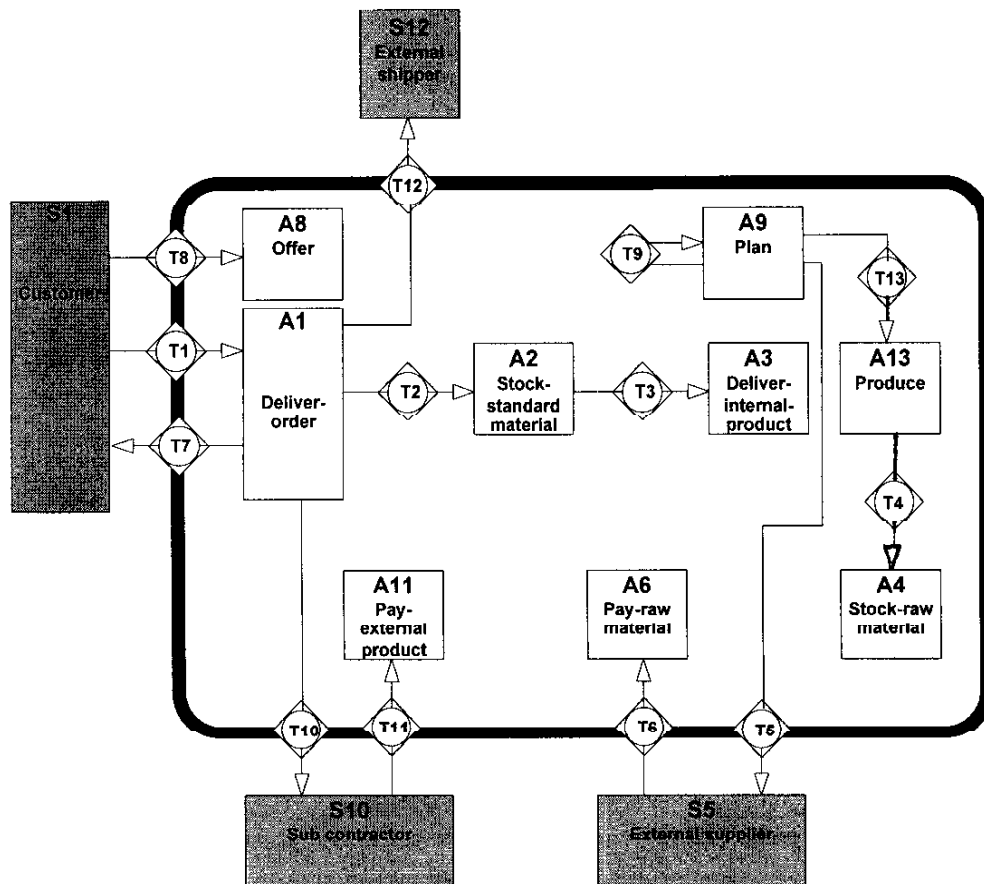 S12
External-
shipper
T12
S1
Customer
T8
A8
Offer
T9
A9
Plan
T13
T1
A1
Deliver-
order
T2
A2
Stock-
standard
material
T3
A3
Deliver-
internal-
product
A13
Produce
T7
T4
A11
Pay-
external
product
A6
Pay-raw
material
A4
Stock-raw
material
T10
T11
T6
T5
S10
Sub contractor
S5
External supplier